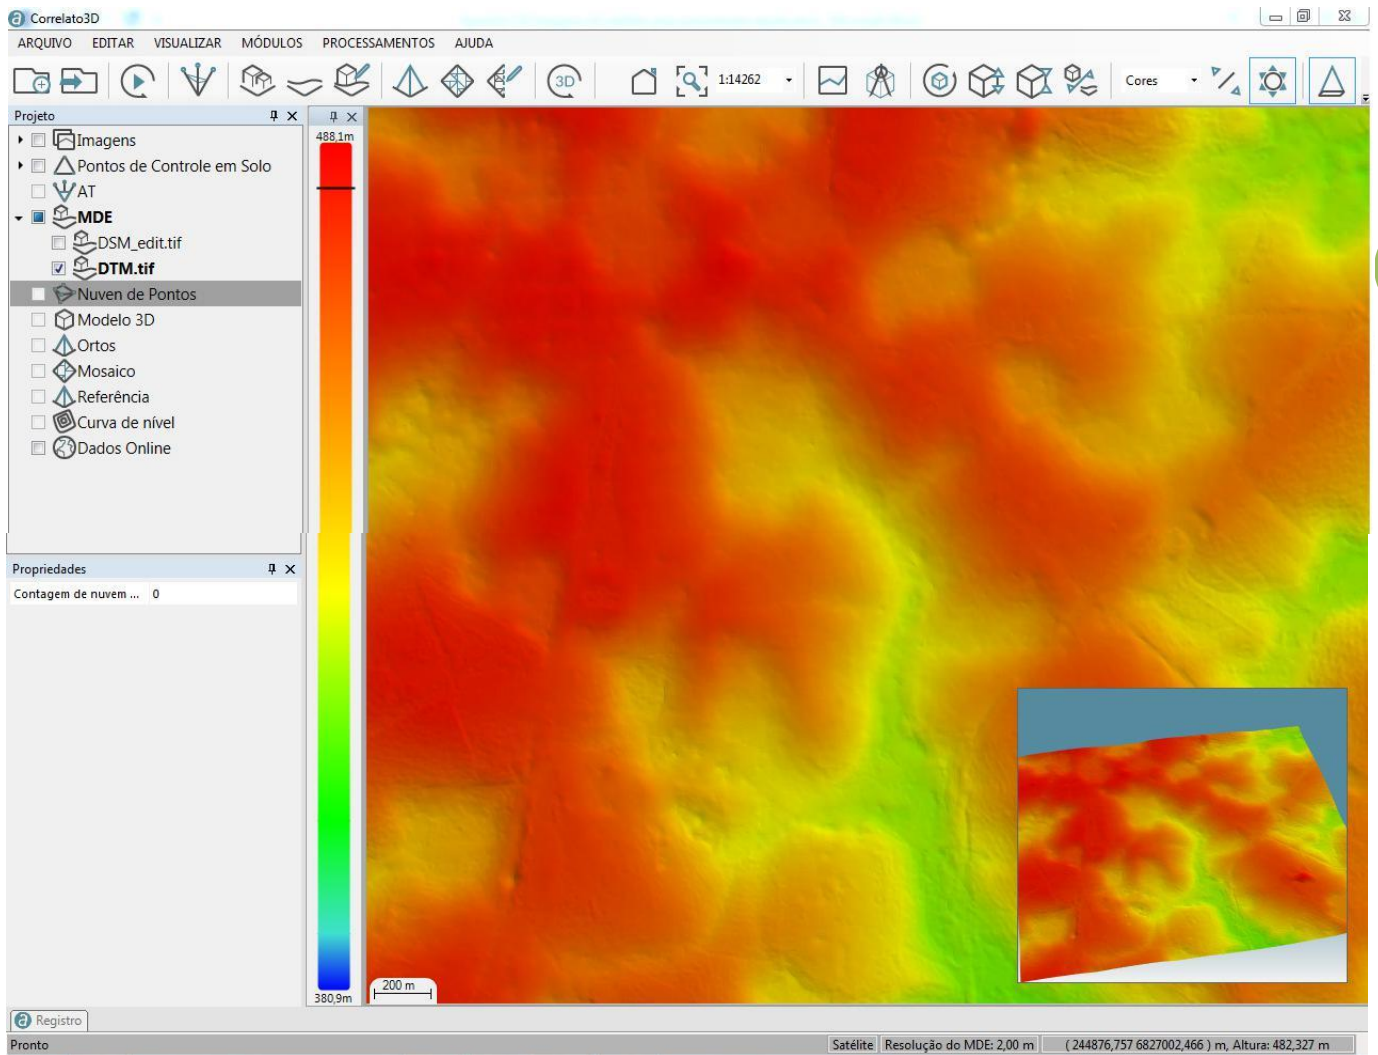 Correlato3D
ARQUIVO EDITAR VISUALIZAR MÓDULOS PROCESSAMENTOS AJUDA
3D
1:14262
Cores
Projeto
Imagens
Pontos de Controle em Solo
AT
MDE
DSM_edit.tif
DTM.tif
Nuven de Pontos
Modelo 3D
Ortos
Mosaico
Referência
Curva de nível
Dados Online
Propriedades
Contagem de nuvem ... 0
488,1m
380,9m
200 m
Registro
Pronto
Satélite
Resolução do MDE: 2,00 m
( 244876,757 6827002,466 ) m, Altura: 482,327 m